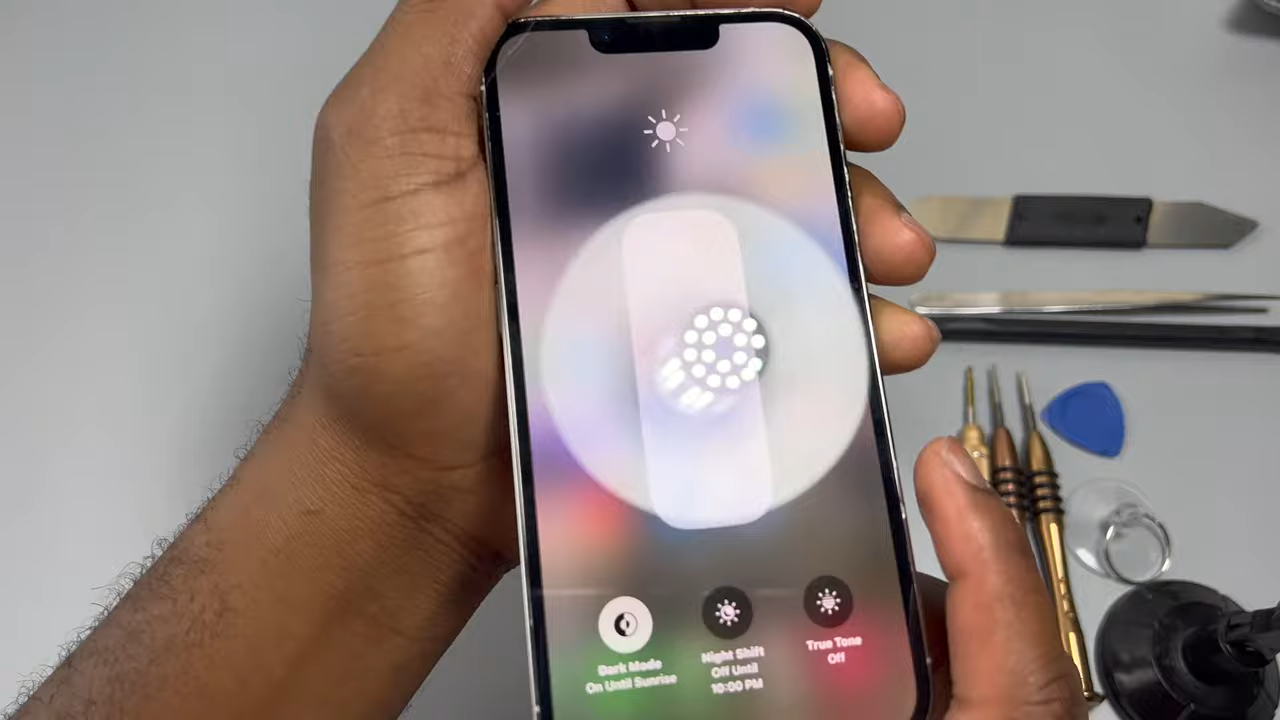 Dark Mode
On Until Sunrise
Night Shift
Off Until
10:00 PM
True Tone
Off